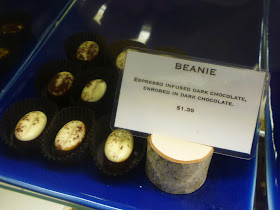 BEANIE
ESPRESSO INFUSED DARK CHOCOLATE,
ENROBED IN DARK CHOCOLATE.
$1.35